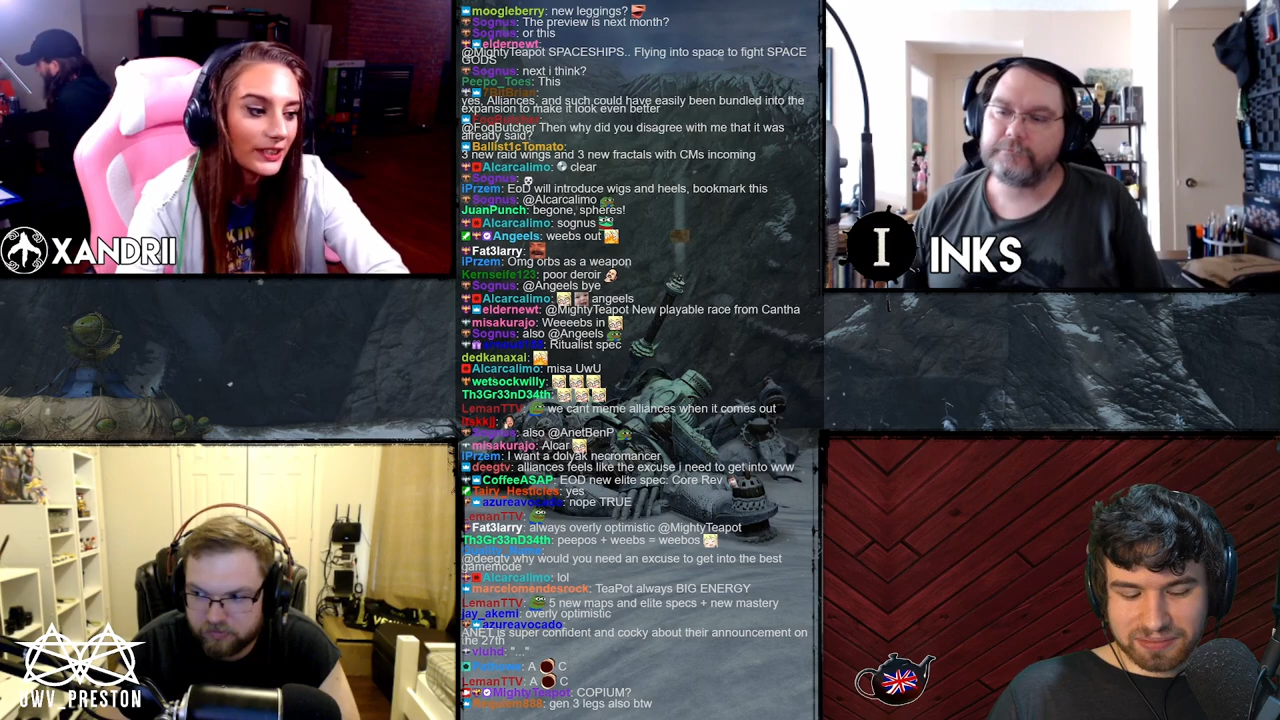 moogleberry: new leggings?
Sognus: The preview is next month?
Sognus: or this
eldernewt:
@MightyTeapot SPACESHIPS.. Flying into space to fight SPACE
GODS
Sognus: next i think?
Peepo_Toes: This
7BitBrian:
yes, Alliances, and such could have easily been bundled into the
expansion to make it look even better
FogButcher:
@FogButcher Then why did you disagree with me that it was
already said?
Ballist1cTomato:
3 new raid wings and 3 new fractals with CMs incoming
Alcarcalimo: clear
Sognus:
iPrzem: EoD will introduce wigs and heels, bookmark this
Sognus: @Alcarcalimo
JuanPunch: begone, spheres!
Alcarcalimo: sognus
Angeels: weebs out
Fat3larry:
iPrzem: Omg orbs as a weapon
Kernseife123: poor deroir
Sognus: @Angeels bye
Alcarcalimo: angeels
eldernewt: @MightyTeapot New playable race from Cantha
misakurajo: Weeeebs in
Sognus: also @Angeels
: Ritualist spec
dedkanaxai:
Alcarcalimo: misa UwU
wetsockwilly:
Th3Gr33nD34th:
LemanTTV: we cant meme alliances when it comes out
Sognus: also @AnetBenP
misakurajo: Alcar
iPrzem: I want a dolyak necromancer
deegtv: alliances feels like the excuse i need to get into wvw
CoffeeASAP: EOD new elite spec: Core Rev
Tairy_Hesticles: yes
azureavocado: nope TRUE
LemanTTV:
Fat3larry: always overly optimistic @MightyTeapot
Th3Gr33nD34th: peepos + weebs = weebos
@deegtv why would you need an excuse to get into the best
gamemode
Alcarcalimo: lol
marcelomendesrock: TeaPot always BIG ENERGY
LemanTTV: 5 new maps and elite specs + new mastery
jay_akemi: overly optimistic
azureavocado
ANET is super confident and cocky about their announcement on
the 27th
vluhd: "..."
: A C
LemanTTV: A C
MightyTeapot: COPIUM?
: gen 3 legs also btw
XANDRII
I INKS
UWV_PRESTON